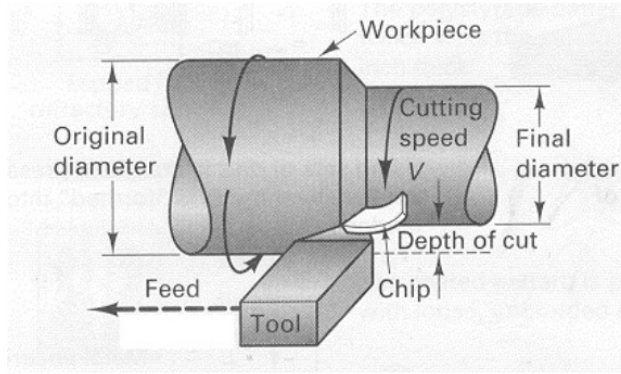 Workpiece
Original
diameter
Cutting
speed
V
Final
diameter
Depth of cut
Feed
Chip
Tool